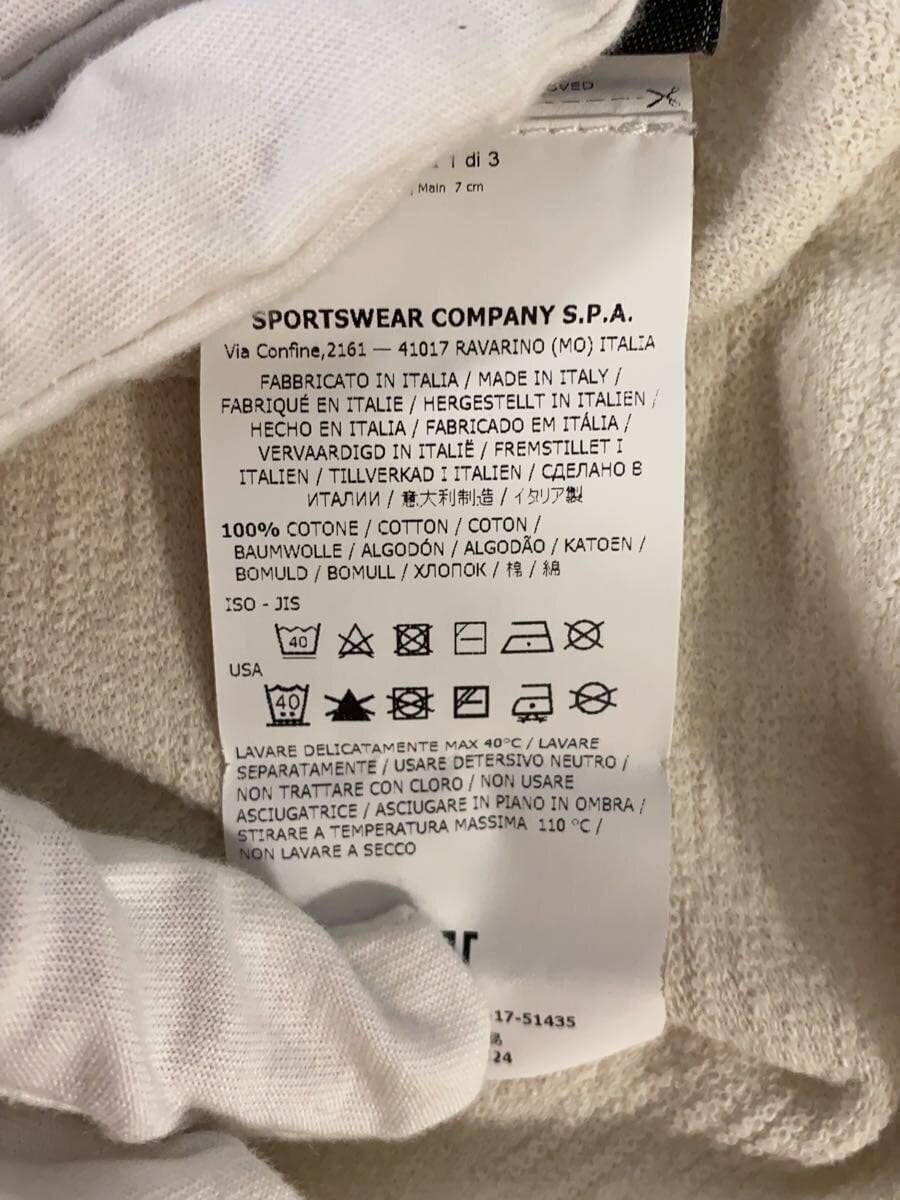 di 3
Main 7 cm
SPORTSWEAR COMPANY S.P.A.
Via Confine,2161 — 41017 RAVARINO (MO) ITALIA
FABBRICATO IN ITALIA / MADE IN ITALY /
FABRIQUÉ EN ITALIE / HERGESTELLT IN ITALIEN /
HECHO EN ITALIA / FABRICADO EM ITÁLIA /
VERVAARDIGD IN ITALIË / FREMSTILLET I
ITALIEN / TILLVERKAD I ITALIEN / СДЕЛАНО В
ИТАЛИИ / 意大利制造 / イタリア製
100% COTONE / COTTON / COTON /
BAUMWOLLE / ALGODÓN / ALGODÃO / KATOEN /
BOMULD / BOMULL / ХЛОПОК / 棉 / 綿
ISO - JIS
40
USA
40
LAVARE DELICATAMENTE MAX 40°C / LAVARE
SEPARATAMENTE / USARE DETERSIVO NEUTRO /
NON TRATTARE CON CLORO / NON USARE
ASCIUGATRICE / ASCIUGARE IN PIANO IN OMBRA /
STIRARE A TEMPERATURA MASSIMA 110 °C /
NON LAVARE A SECCO
17-51435
24